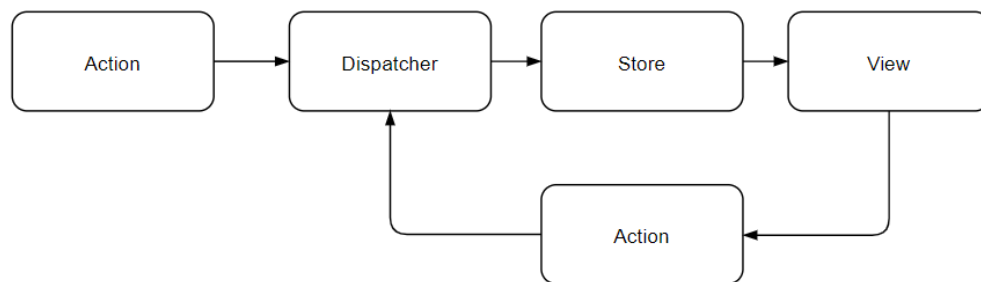 Action
Dispatcher
Store
View
Action